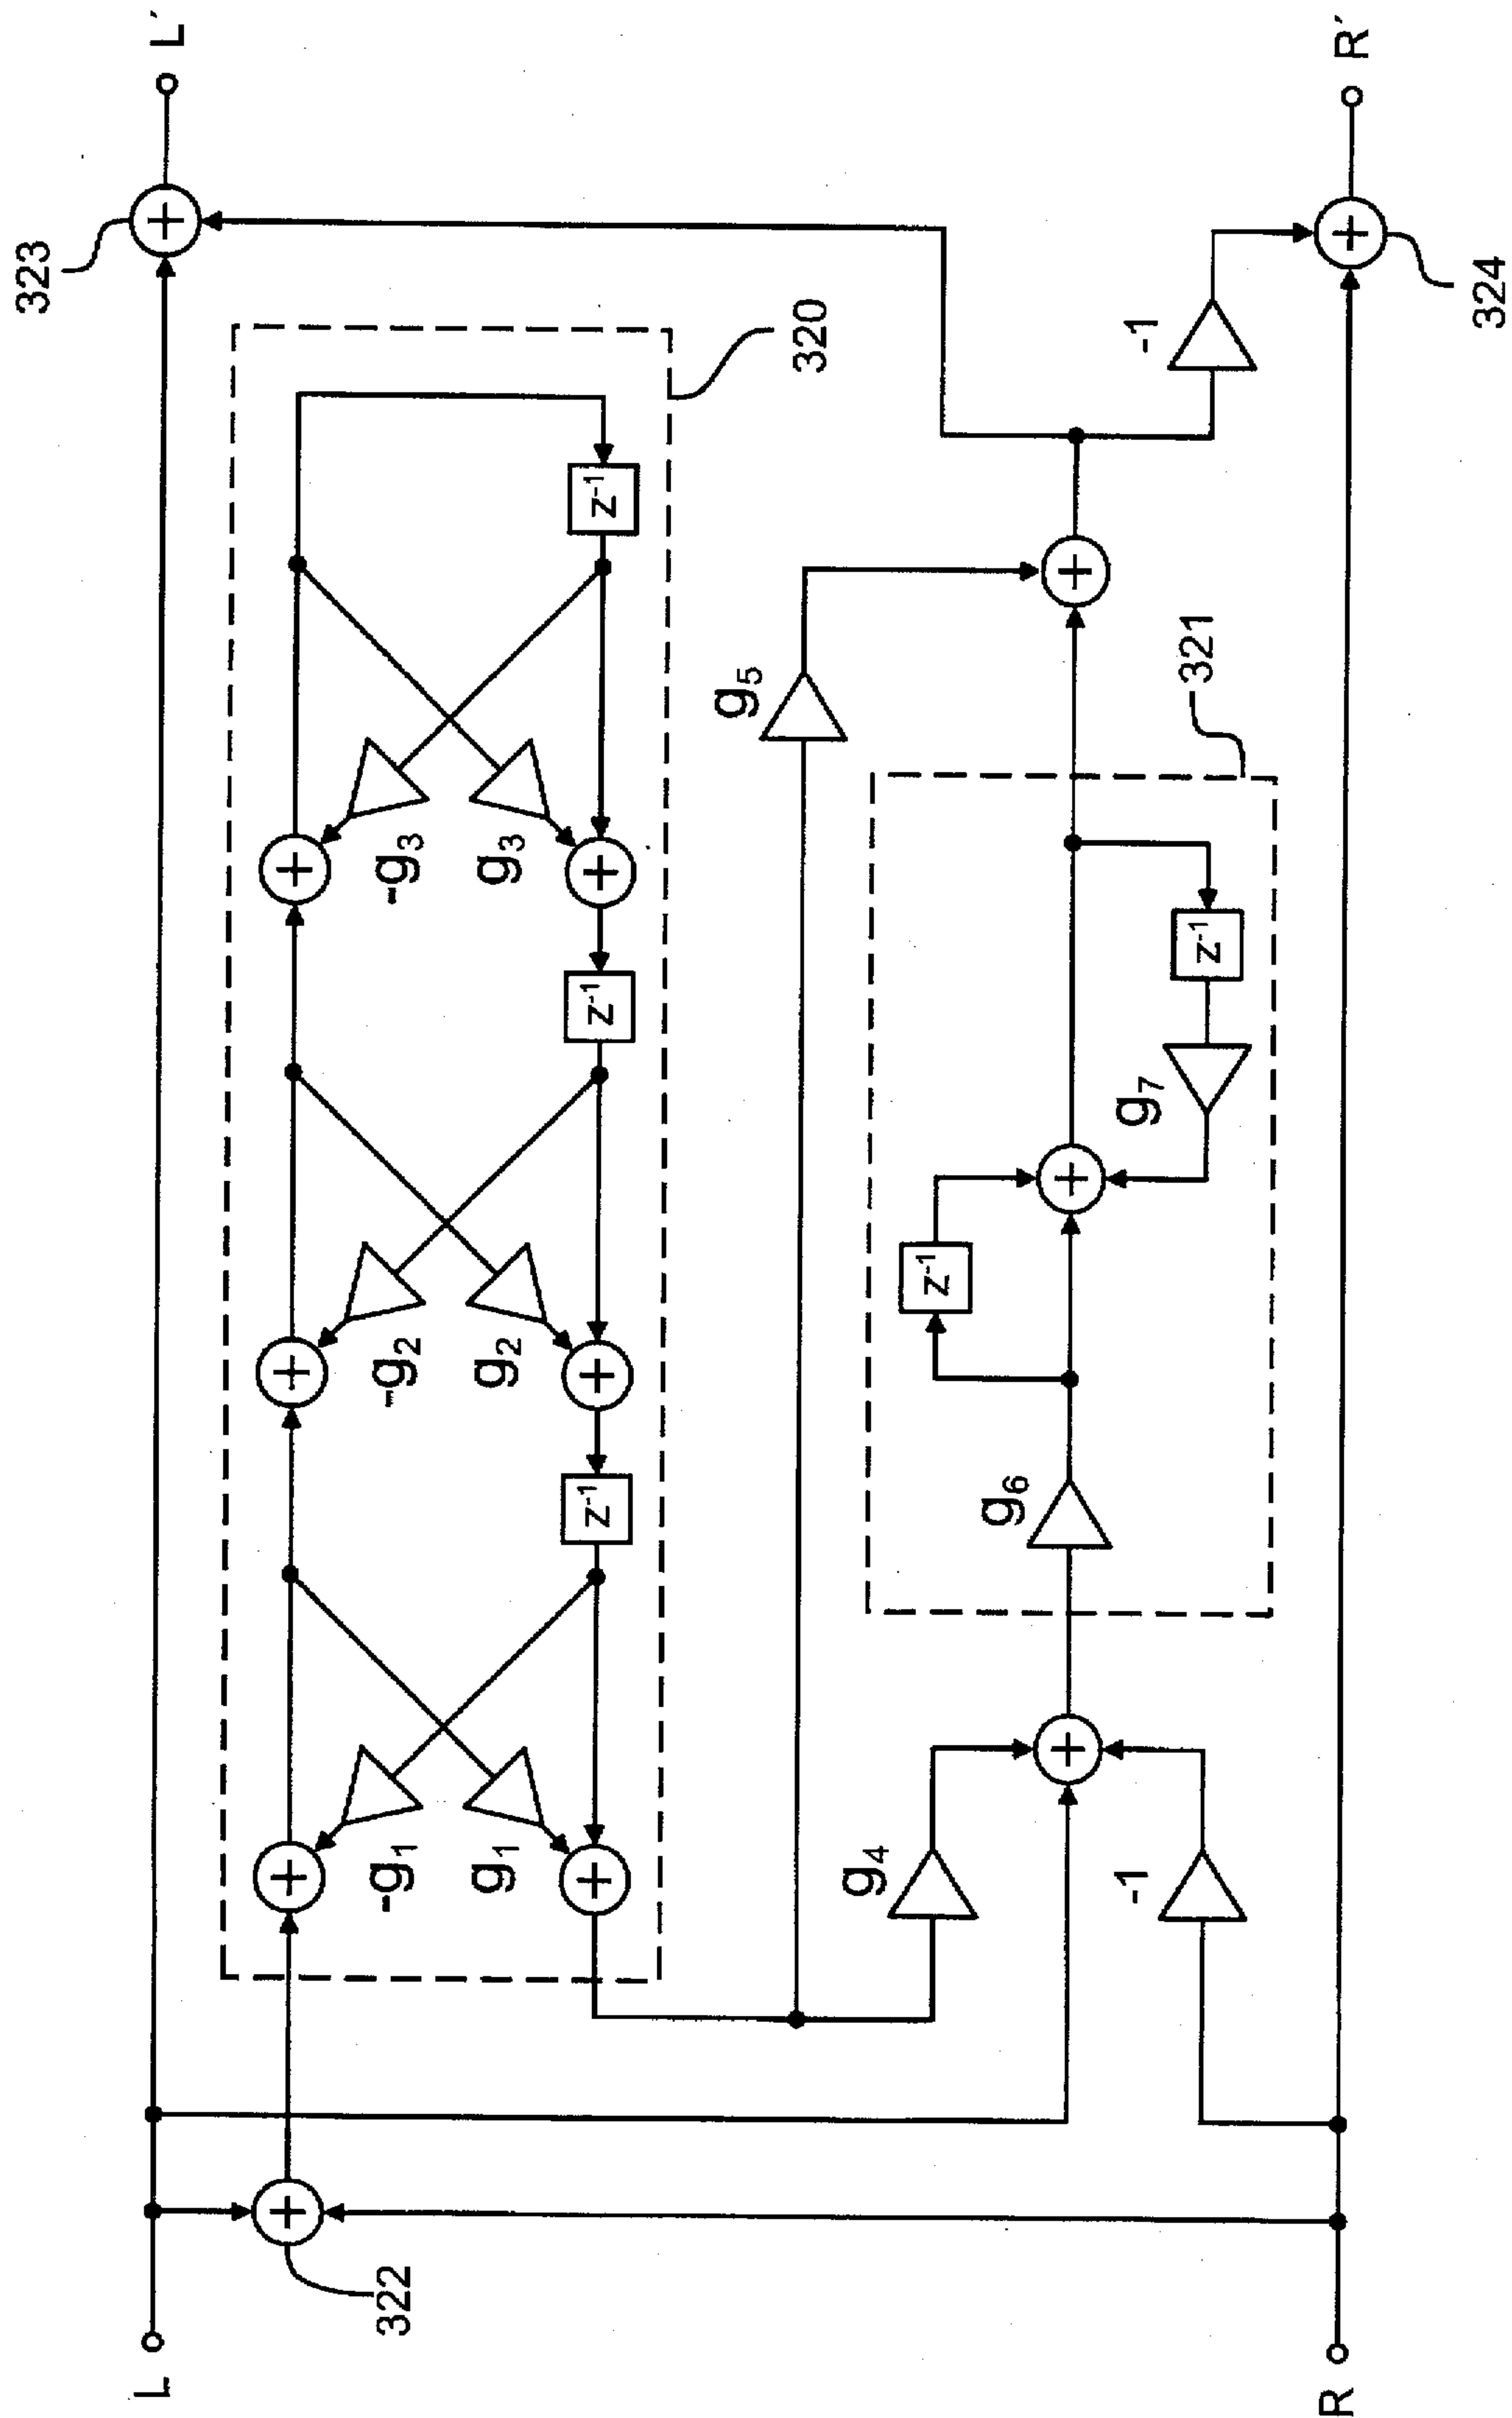 L
L´
323
322
320
-g₁
g₁
z⁻¹
-g₂
g₂
z⁻¹
-g₃
g₃
z⁻¹
g₅
g₄
-1
g₆
z⁻¹
g₇
z⁻¹
321
-1
R
R´
324